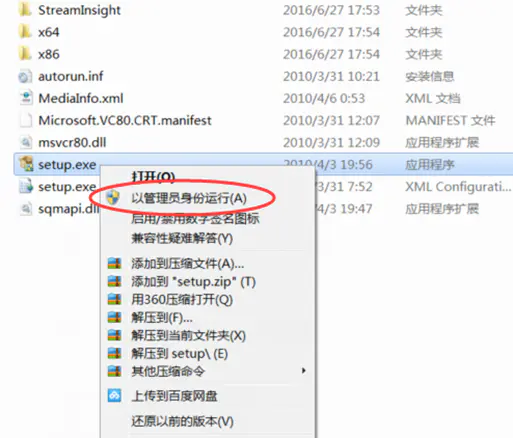 StreamInsight 2016/6/27 17:53 文件夹
x64 2016/6/27 17:54 文件夹
x86 2016/6/27 17:54 文件夹
autorun.inf 2010/3/31 10:21 安装信息
MediaInfo.xml 2010/4/6 0:53 XML 文档
Microsoft.VC80.CRT.manifest 2010/3/31 12:07 MANIFEST 文件
msvcr80.dll 2010/3/31 12:09 应用程序扩展
setup.exe 2010/4/3 19:56 应用程序
setup.exe. /31 7:52 XML Configuratio...
sqmapi.dll /3 19:47 应用程序扩展
打开(O)
以管理员身份运行(A)
启用/禁用数字签名图标
兼容性疑难解答(Y)
添加到压缩文件(A)...
添加到 "setup.zip" (T)
用360压缩打开(Q)
解压到(F)...
解压到当前文件夹(X)
解压到 setup\ (E)
其他压缩命令
上传到百度网盘
还原以前的版本(V)